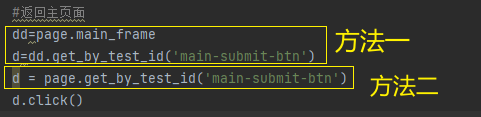 #返回主页面
dd=page.main_frame
d=dd.get_by_test_id('main-submit-btn')
方法一
d = page.get_by_test_id('main-submit-btn')
方法二
d.click()